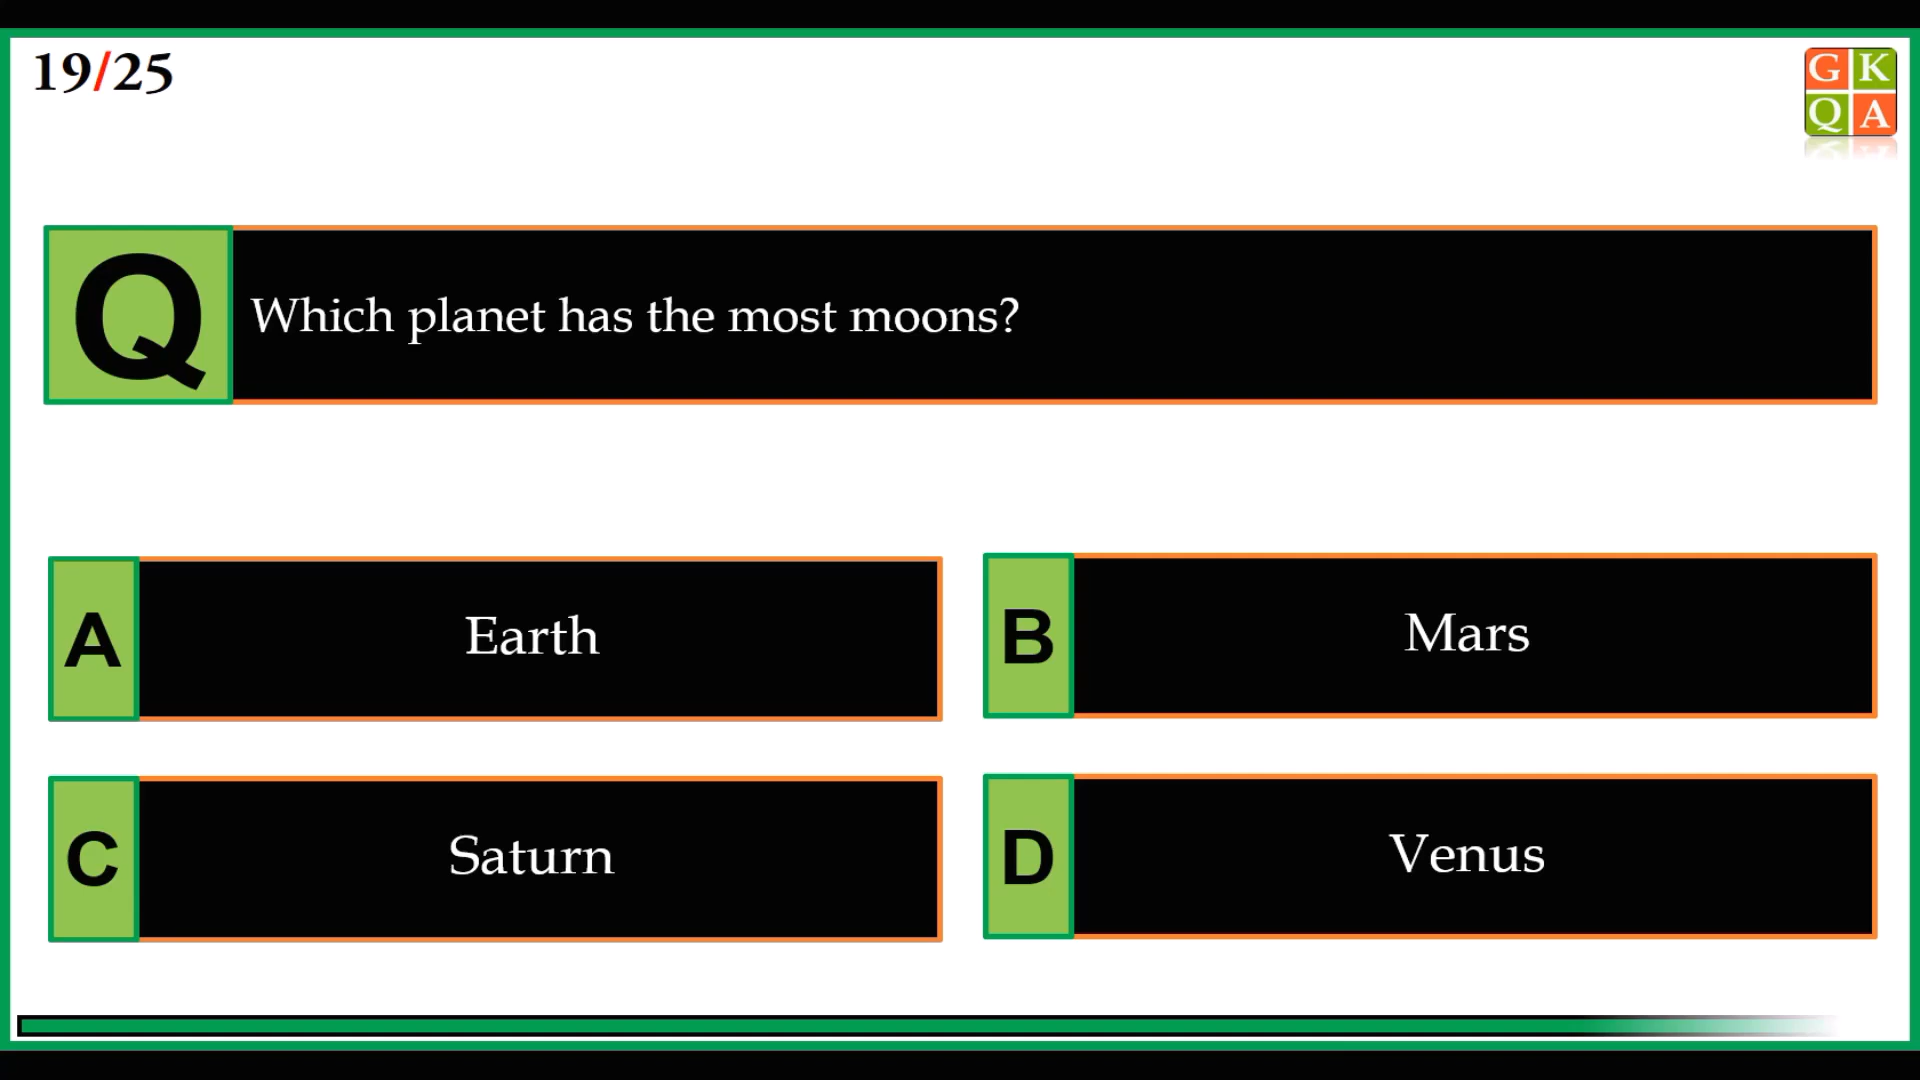 19/25
G K
Q A
Q
Which planet has the most moons?
A
Earth
B
Mars
C
Saturn
D
Venus